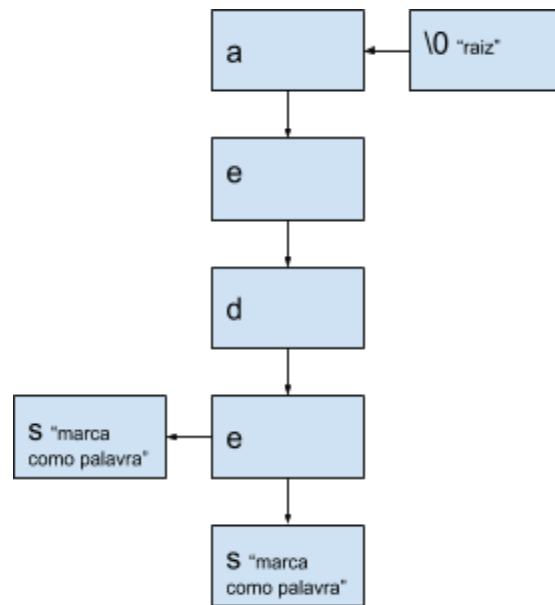 a
\0 “raiz”
e
d
e
s “marca
como palavra”
s “marca
como palavra”